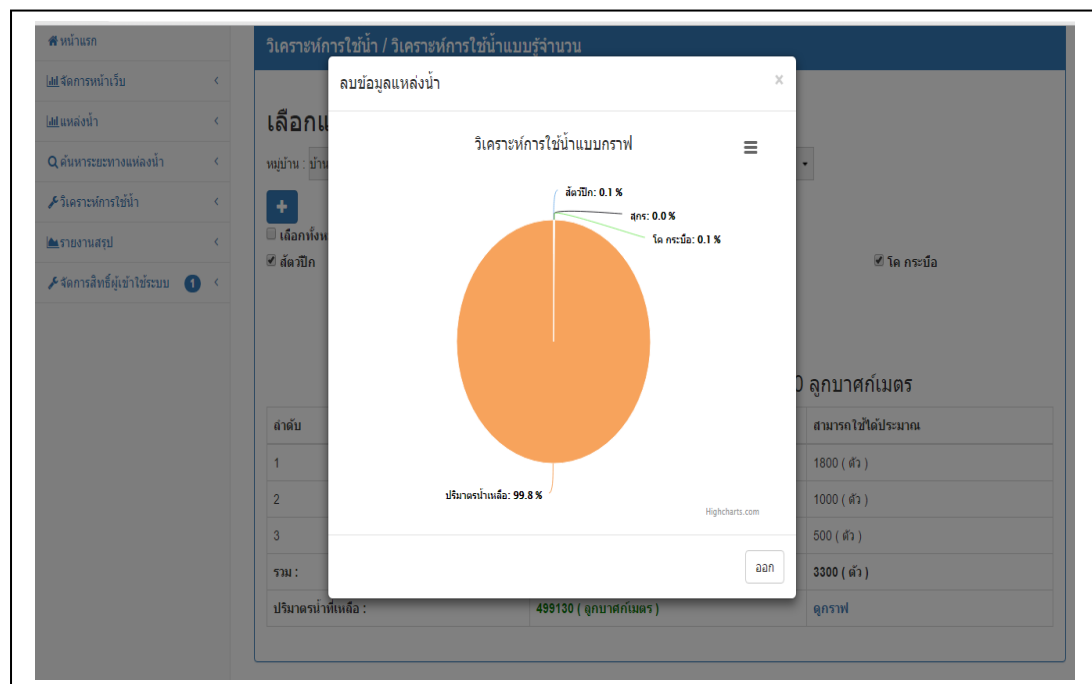 หน้าแรก
จัดการหน้าเว็บ
แหล่งน้ำ
ค้นหาระยะทางแหล่งน้ำ
วิเคราะห์การใช้น้ำ
รายงานสรุป
จัดการสิทธิ์ผู้เข้าใช้ระบบ 1
วิเคราะห์การใช้น้ำ / วิเคราะห์การใช้น้ำแบบรู้จำนวน
ลบข้อมูลแหล่งน้ำ ×
หมู่บ้าน :
วิเคราะห์การใช้น้ำแบบกราฟ
สัตว์ปีก: 0.1 %
สุกร: 0.0 %
โค กระบือ: 0.1 %
ปริมาตรน้ำเหลือ: 99.8 %
Highcharts.com
ออก
สัตว์ปีก
โค กระบือ
0 ลูกบาศก์เมตร
ลำดับ สามารถใช้ได้ประมาณ
1 1800 ( ตัว )
2 1000 ( ตัว )
3 500 ( ตัว )
รวม : 3300 ( ตัว )
ปริมาตรน้ำที่เหลือ : 499130 ( ลูกบาศก์เมตร ) ดูกราฟ